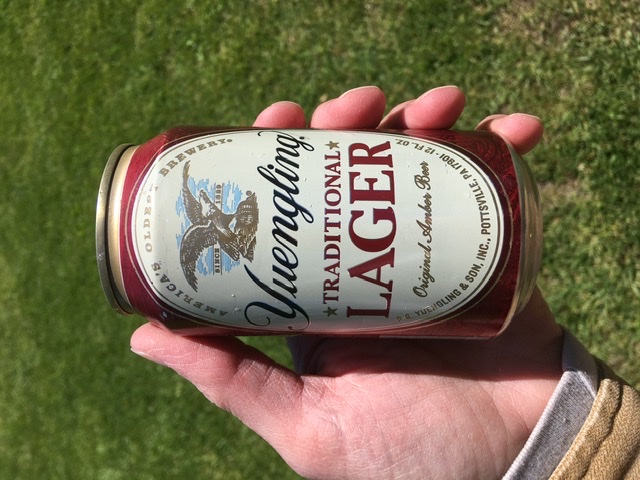 AMERICA'S OLDEST BREWERY.
SINCE 1829
Yuengling
★TRADITIONAL★
LAGER
Original Amber Beer
D.G. YUENGLING & SON, INC., POTTSVILLE, PA 17901 · 12 FL. OZ.